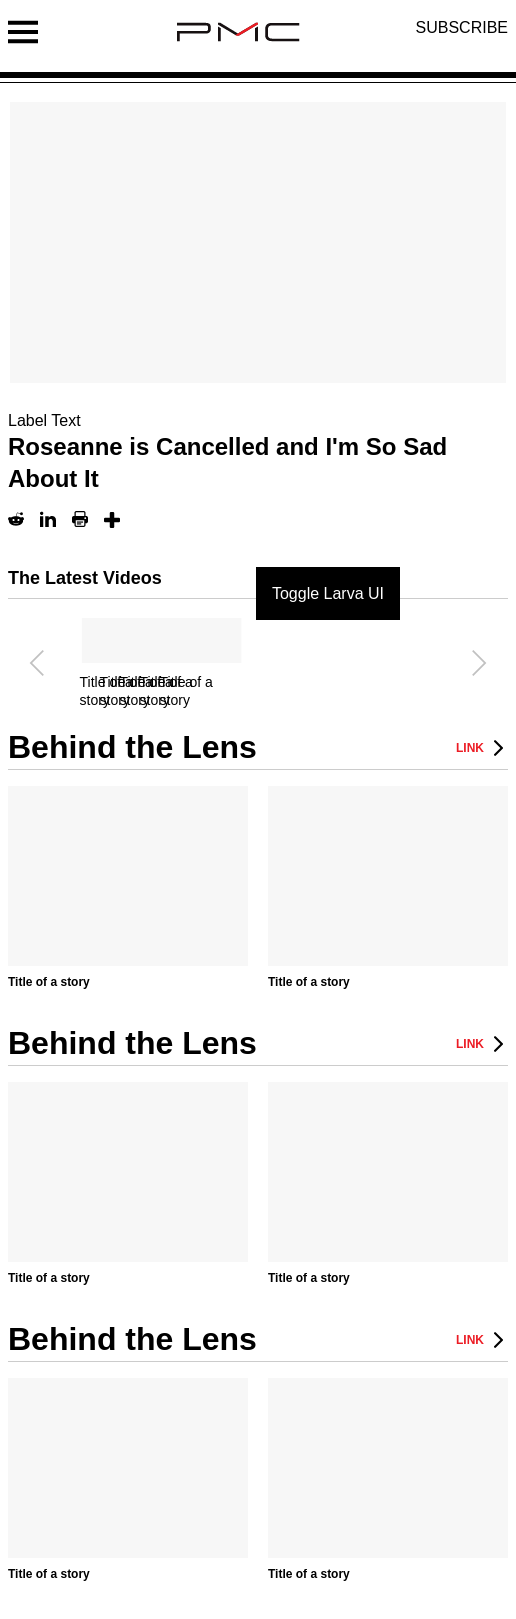 PMC
SUBSCRIBE
Label Text
Roseanne is Cancelled and I'm So Sad
About It
The Latest Videos
Toggle Larva UI
Title of a
story
Behind the Lens
LINK
Title of a story
Title of a story
Behind the Lens
LINK
Title of a story
Title of a story
Behind the Lens
LINK
Title of a story
Title of a story